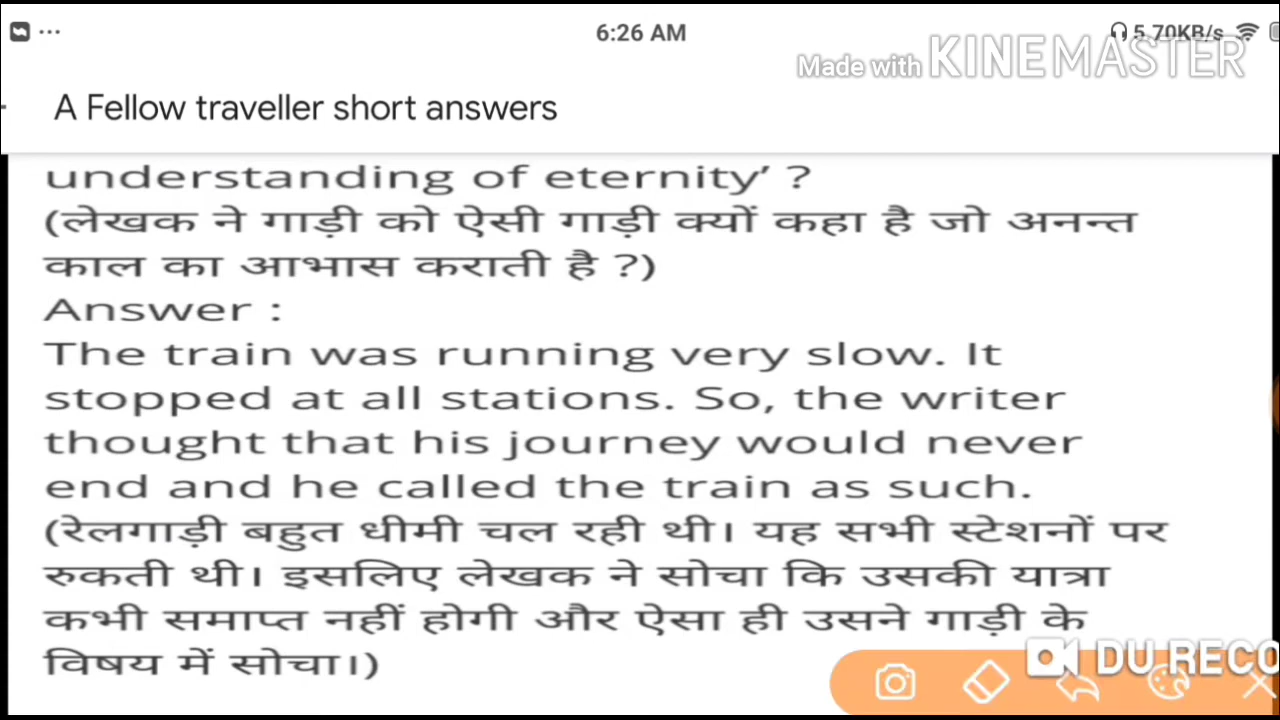 6:26 AM
5.70KB/s
Made with KINEMASTER
A Fellow traveller short answers
understanding of eternity’ ?
(लेखक ने गाड़ी को ऐसी गाड़ी क्यों कहा है जो अनन्त
काल का आभास कराती है ?)
Answer :
The train was running very slow. It
stopped at all stations. So, the writer
thought that his journey would never
end and he called the train as such.
(रेलगाड़ी बहुत धीमी चल रही थी। यह सभी स्टेशनों पर
रुकती थी। इसलिए लेखक ने सोचा कि उसकी यात्रा
कभी समाप्त नहीं होगी और ऐसा ही उसने गाड़ी के
विषय में सोचा।)
DU RECO